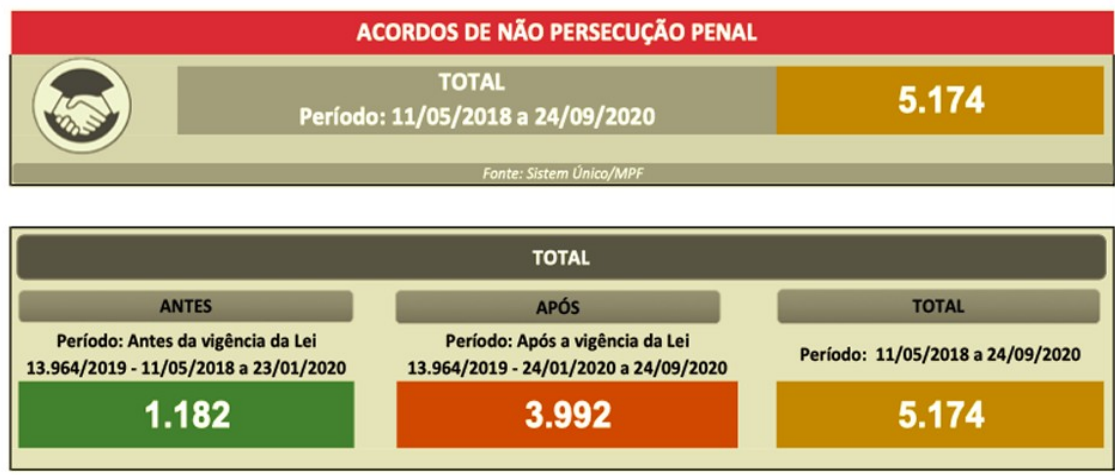 ACORDOS DE NÃO PERSECUÇÃO PENAL
TOTAL
Período: 11/05/2018 a 24/09/2020
5.174
Fonte: Sistem Único/MPF
TOTAL
ANTES
Período: Antes da vigência da Lei
13.964/2019 - 11/05/2018 a 23/01/2020
1.182
APÓS
Período: Após a vigência da Lei
13.964/2019 - 24/01/2020 a 24/09/2020
3.992
TOTAL
Período: 11/05/2018 a 24/09/2020
5.174